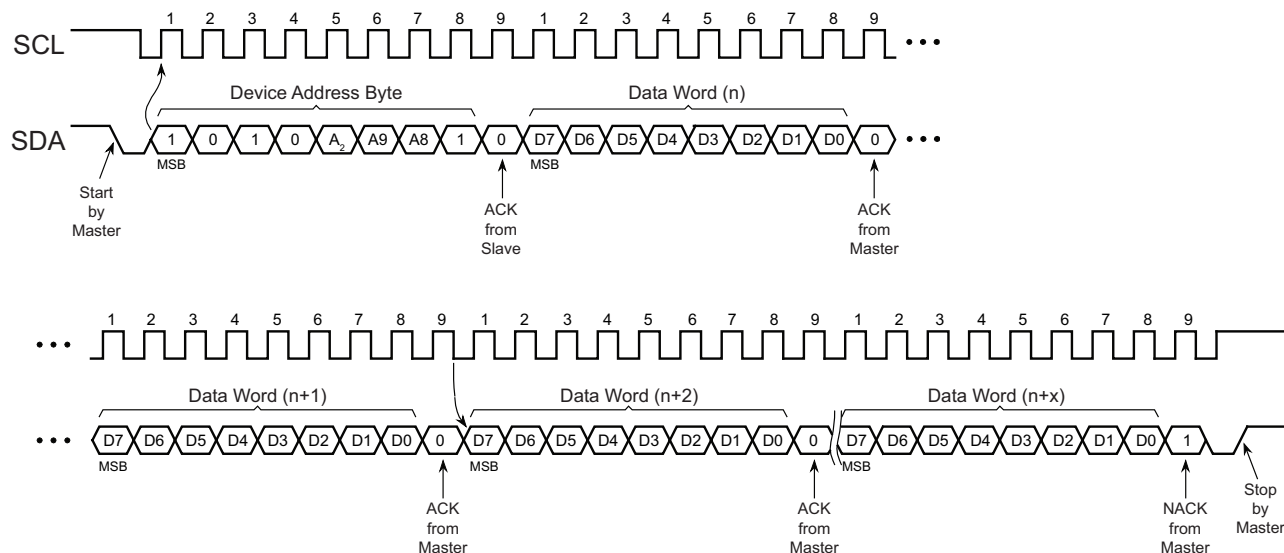 1 2 3 4 5 6 7 8 9 1 2 3 4 5 6 7 8 9
SCL
Device Address Byte
Data Word (n)
SDA
1 0 1 0 A2 A9 A8 1 0 D7 D6 D5 D4 D3 D2 D1 D0 0
MSB
MSB
Start
by
Master
ACK
from
Slave
ACK
from
Master
1 2 3 4 5 6 7 8 9 1 2 3 4 5 6 7 8 9 1 2 3 4 5 6 7 8 9
Data Word (n+1)
Data Word (n+2)
Data Word (n+x)
D7 D6 D5 D4 D3 D2 D1 D0 0 D7 D6 D5 D4 D3 D2 D1 D0 0 D7 D6 D5 D4 D3 D2 D1 D0 1
MSB
MSB
MSB
ACK
from
Master
ACK
from
Master
NACK
from
Master
Stop
by
Master